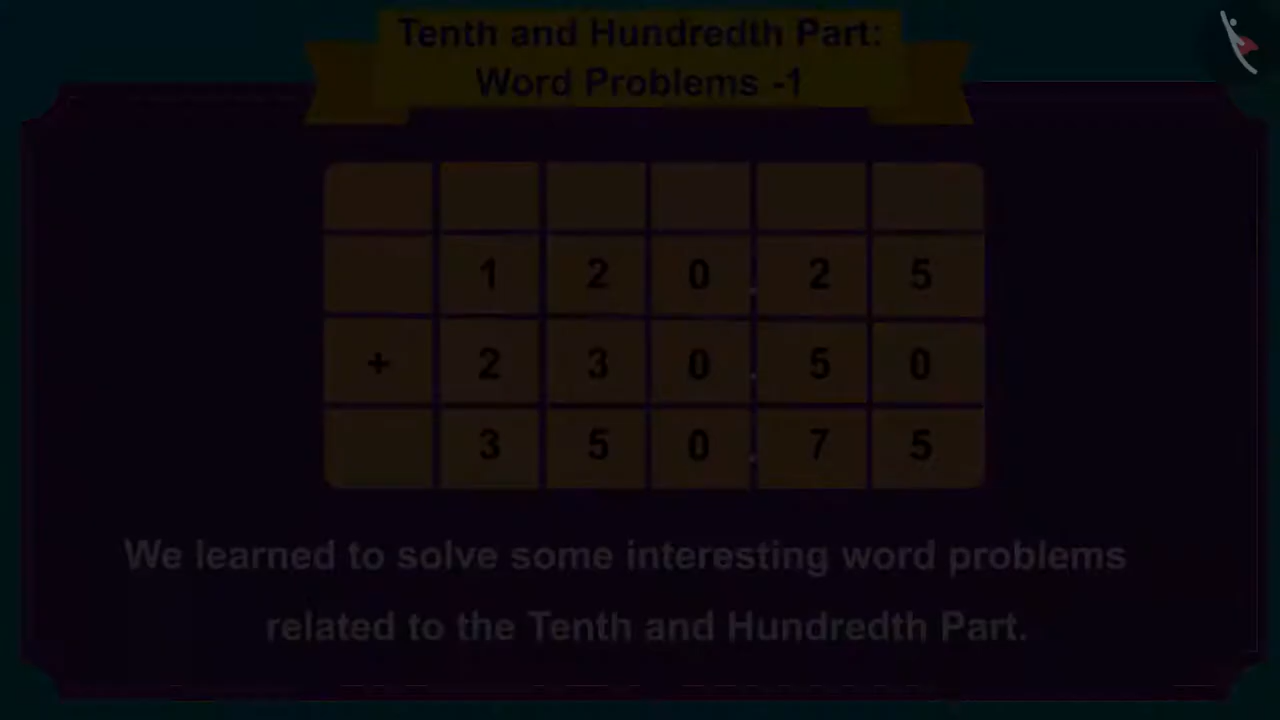 Tenth and Hundredth Part:
Word Problems -1
1 2 0 . 2 5
+ 2 3 0 . 5 0
3 5 0 . 7 5
We learned to solve some interesting word problems
related to the Tenth and Hundredth Part.